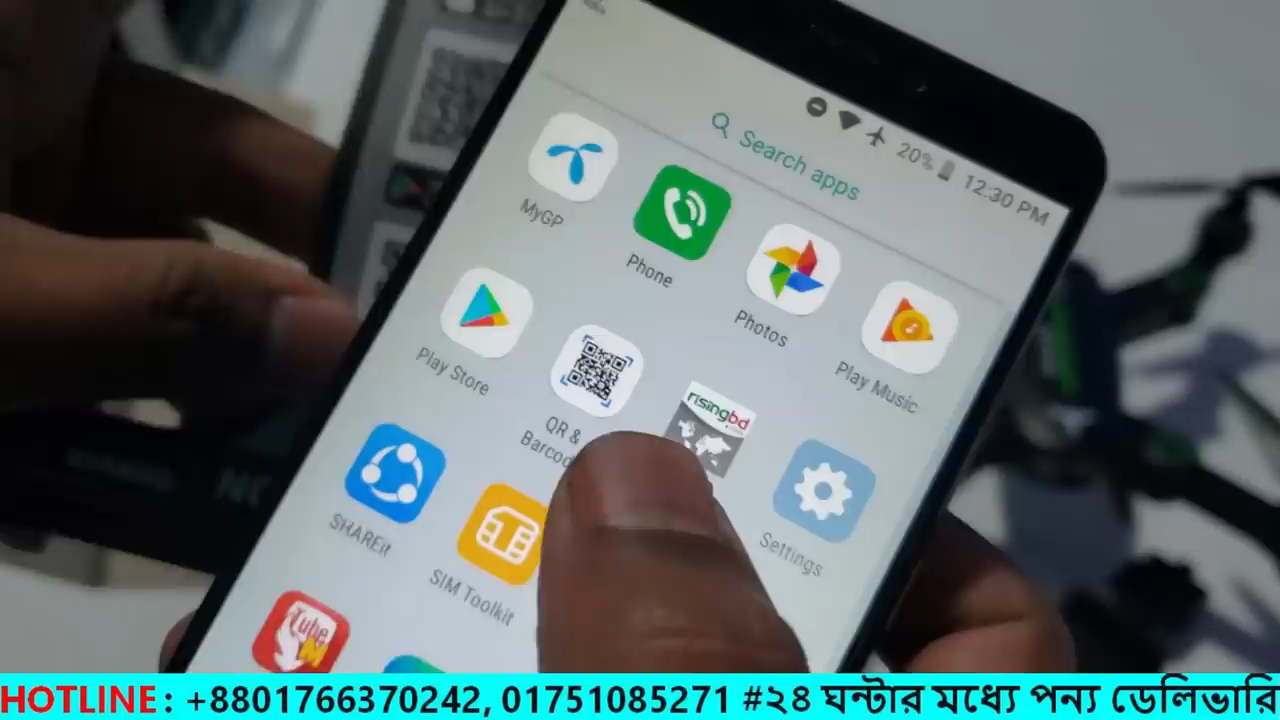 20% 12:30 PM
Search apps
MyGP
Phone
Photos
Play Music
Play Store
QR &
risingbd
Settings
SHAREit
SIM Toolkit
Tube
M
HOTLINE : +8801766370242, 01751085271 #২৪ ঘন্টার মধ্যে পন্য ডেলিভারি